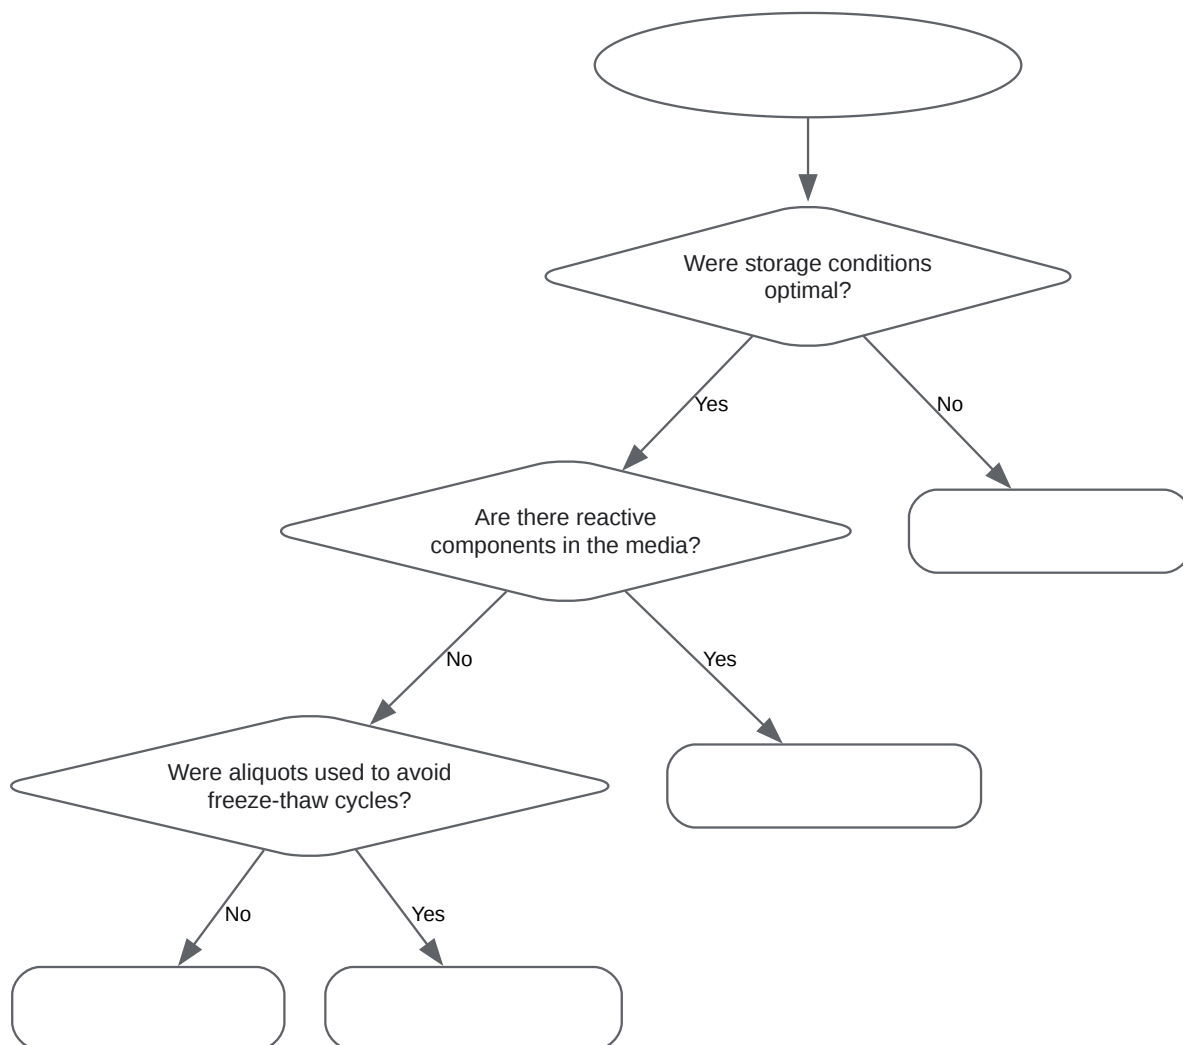 Were storage conditions
optimal?
Yes
No
Are there reactive
components in the media?
No
Yes
Were aliquots used to avoid
freeze-thaw cycles?
No
Yes